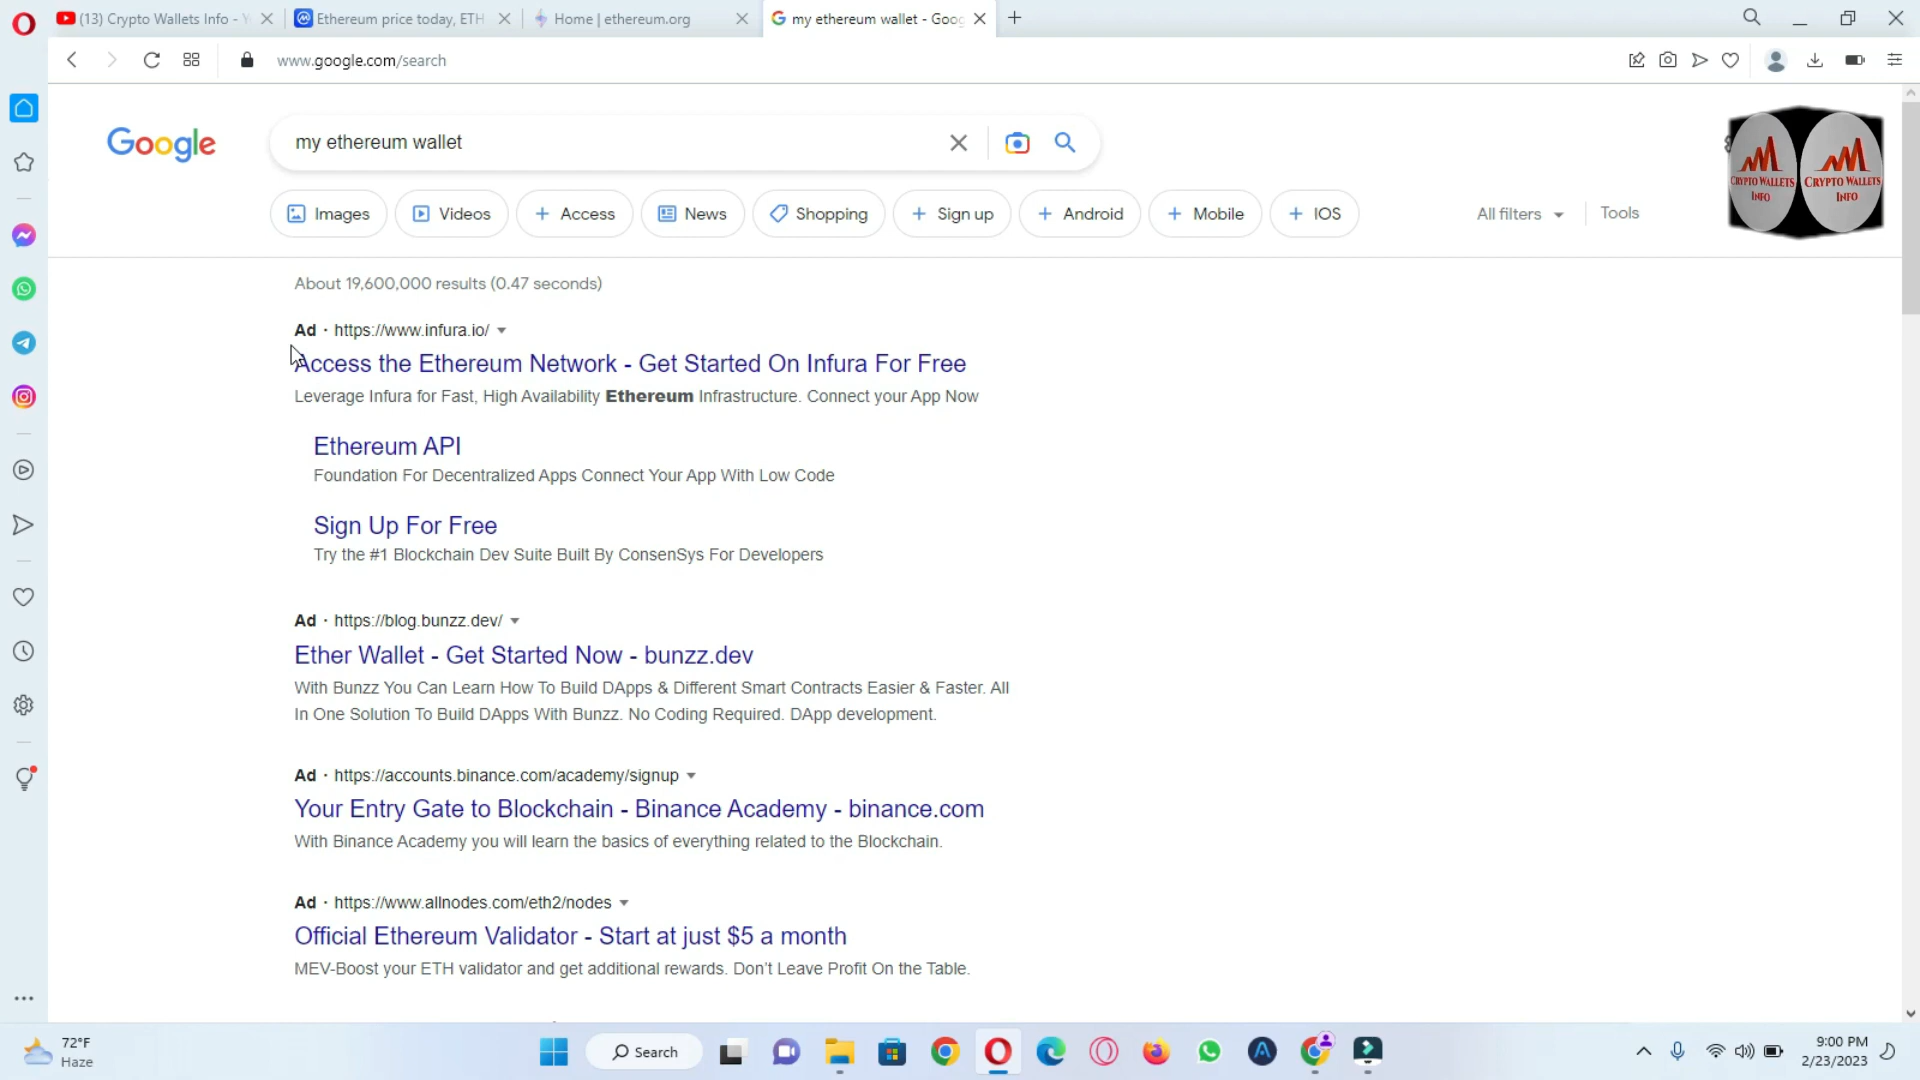 (13) Crypto Wallets Info - Y
Ethereum price today, ETH
Home | ethereum.org
my ethereum wallet - Goog
www.google.com/search
Google
my ethereum wallet
CRYPTO WALLETS
INFO
CRYPTO WALLETS
INFO
Images
Videos
+ Access
News
Shopping
+ Sign up
+ Android
+ Mobile
+ IOS
All filters
Tools
About 19,600,000 results (0.47 seconds)
Ad · https://www.infura.io/
Access the Ethereum Network - Get Started On Infura For Free
Leverage Infura for Fast, High Availability Ethereum Infrastructure. Connect your App Now
Ethereum API
Foundation For Decentralized Apps Connect Your App With Low Code
Sign Up For Free
Try the #1 Blockchain Dev Suite Built By ConsenSys For Developers
Ad · https://blog.bunzz.dev/
Ether Wallet - Get Started Now - bunzz.dev
With Bunzz You Can Learn How To Build DApps & Different Smart Contracts Easier & Faster. All
In One Solution To Build DApps With Bunzz. No Coding Required. DApp development.
Ad · https://accounts.binance.com/academy/signup
Your Entry Gate to Blockchain - Binance Academy - binance.com
With Binance Academy you will learn the basics of everything related to the Blockchain.
Ad · https://www.allnodes.com/eth2/nodes
Official Ethereum Validator - Start at just $5 a month
MEV-Boost your ETH validator and get additional rewards. Don't Leave Profit On the Table.
72°F
Haze
Search
9:00 PM
2/23/2023